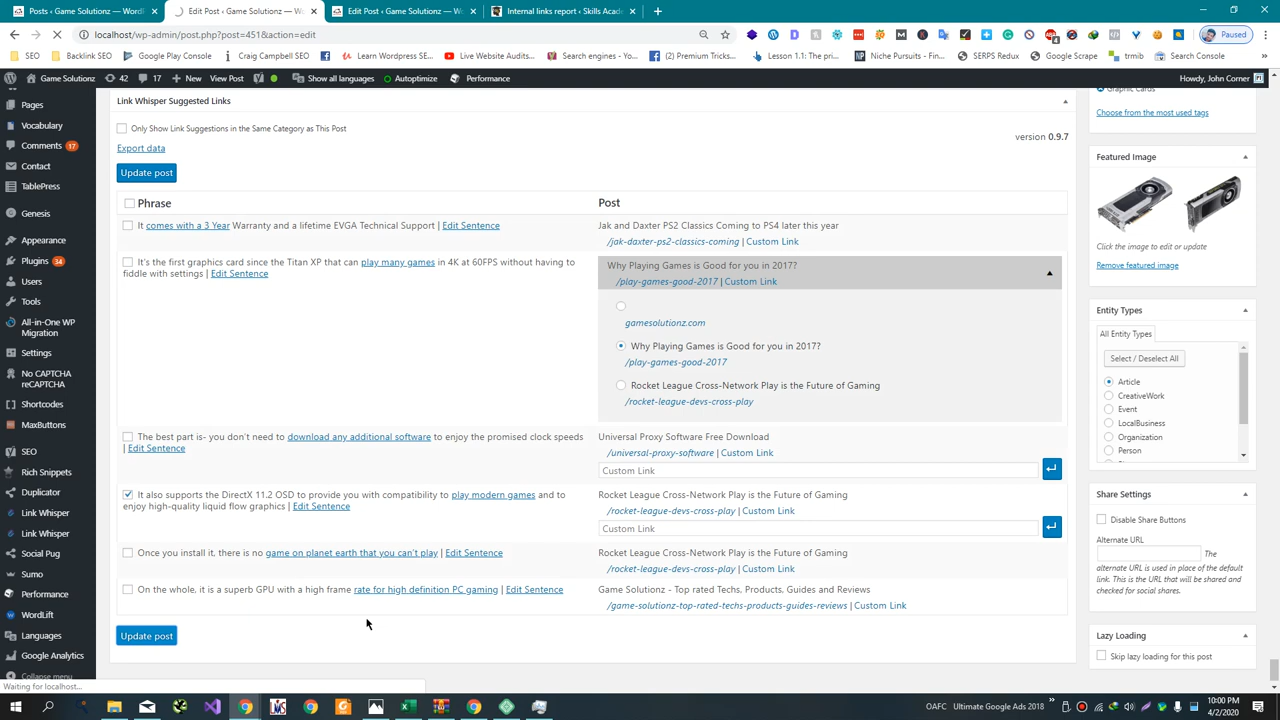 Posts ‹ Game Solutionz — WordPr
Edit Post ‹ Game Solutionz — W
Edit Post ‹ Game Solutionz — W
Internal links report ‹ Skills Aca
localhost/wp-admin/post.php?post=451&action=edit
Paused
SEO
Backlink SEO
Google Play Console
Craig Campbell SEO
Learn Wordpress SE...
Live Website Audits...
Search engines - Yo...
(2) Premium Tricks...
Lesson 1.1: The pri...
Niche Pursuits - Fin...
SERPS Redux
Google Scrape
trmib
Search Console
Game Solutionz
42
17
New
View Post
Show all languages
Autoptimize
Performance
Howdy, John Corner
Pages
Vocabulary
Comments 17
Contact
TablePress
Genesis
Appearance
Plugins 34
Users
Tools
All-in-One WP
Migration
Settings
No CAPTCHA
reCAPTCHA
Shortcodes
MaxButtons
SEO
Rich Snippets
Duplicator
Link Whisper
Link Whisper
Social Pug
Sumo
Performance
WordLift
Languages
Google Analytics
Collapse menu
Link Whisper Suggested Links
Only Show Link Suggestions in the Same Category as This Post
version 0.9.7
Export data
Update post
Phrase
Post
It comes with a 3 Year Warranty and a lifetime EVGA Technical Support | Edit Sentence
Jak and Daxter PS2 Classics Coming to PS4 later this year
/jak-daxter-ps2-classics-coming | Custom Link
It's the first graphics card since the Titan XP that can play many games in 4K at 60FPS without having to
fiddle with settings | Edit Sentence
Why Playing Games is Good for you in 2017?
/play-games-good-2017 | Custom Link
gamesolutionz.com
Why Playing Games is Good for you in 2017?
/play-games-good-2017
Rocket League Cross-Network Play is the Future of Gaming
/rocket-league-devs-cross-play
The best part is- you don't need to download any additional software to enjoy the promised clock speeds
| Edit Sentence
Universal Proxy Software Free Download
/universal-proxy-software | Custom Link
Custom Link
It also supports the DirectX 11.2 OSD to provide you with compatibility to play modern games and to
enjoy high-quality liquid flow graphics | Edit Sentence
Rocket League Cross-Network Play is the Future of Gaming
/rocket-league-devs-cross-play | Custom Link
Custom Link
Once you install it, there is no game on planet earth that you can't play | Edit Sentence
Rocket League Cross-Network Play is the Future of Gaming
/rocket-league-devs-cross-play | Custom Link
On the whole, it is a superb GPU with a high frame rate for high definition PC gaming | Edit Sentence
Game Solutionz - Top rated Techs, Products, Guides and Reviews
/game-solutionz-top-rated-techs-products-guides-reviews | Custom Link
Update post
Graphic Cards
Choose from the most used tags
Featured Image
Click the image to edit or update
Remove featured image
Entity Types
All Entity Types
Select / Deselect All
Article
CreativeWork
Event
LocalBusiness
Organization
Person
Share Settings
Disable Share Buttons
Alternate URL
The
alternate URL is used in place of the default
link. This is the URL that will be shared and
checked for social shares.
Lazy Loading
Skip lazy loading for this post
Waiting for localhost...
OAFC
Ultimate Google Ads 2018
10:00 PM
4/2/2020